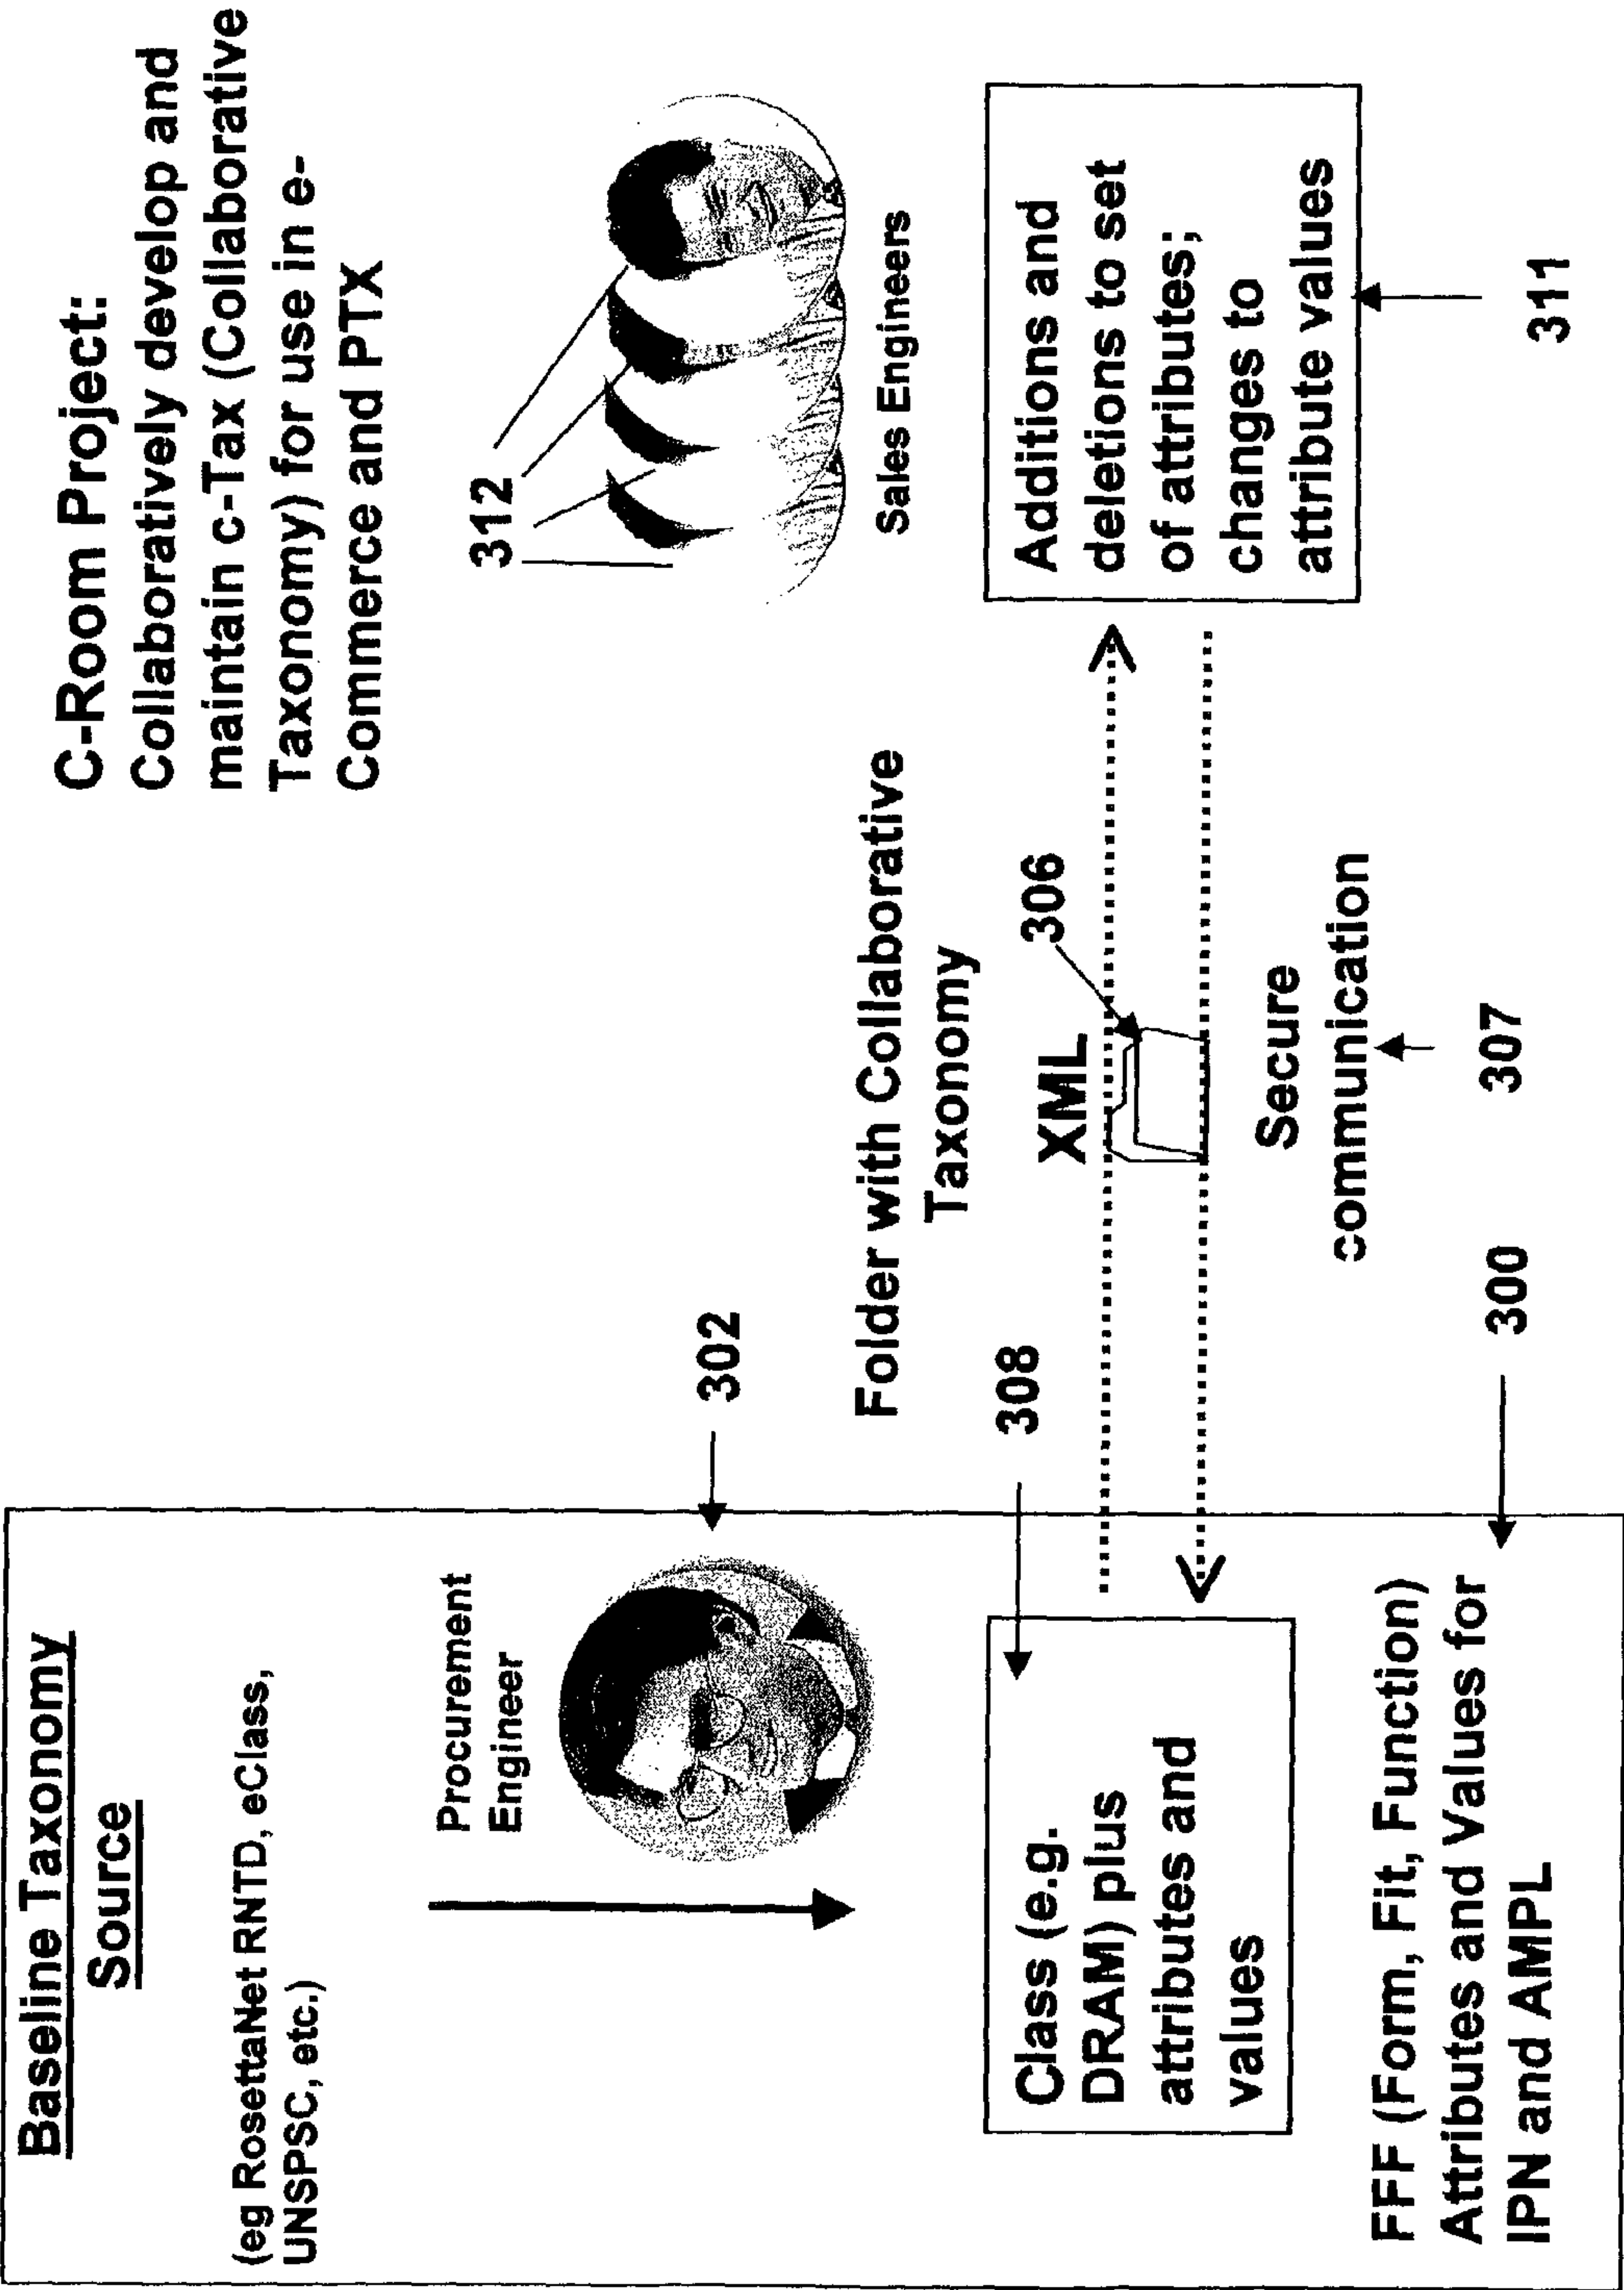 Baseline Taxonomy
Source
(eg RosettaNet RNTD, eClass,
UNSPSC, etc.)
Procurement
Engineer
302
C-Room Project:
Collaboratively develop and
maintain c-Tax (Collaborative
Taxonomy) for use in e-
Commerce and PTX
312
Sales Engineers
Folder with Collaborative
Taxonomy
308
XML
306
Class (e.g.
DRAM) plus
attributes and
values
Additions and
deletions to set
of attributes;
changes to
attribute values
Secure
communication
FFF (Form, Fit, Function)
Attributes and Values for
IPN and AMPL
300
307
311